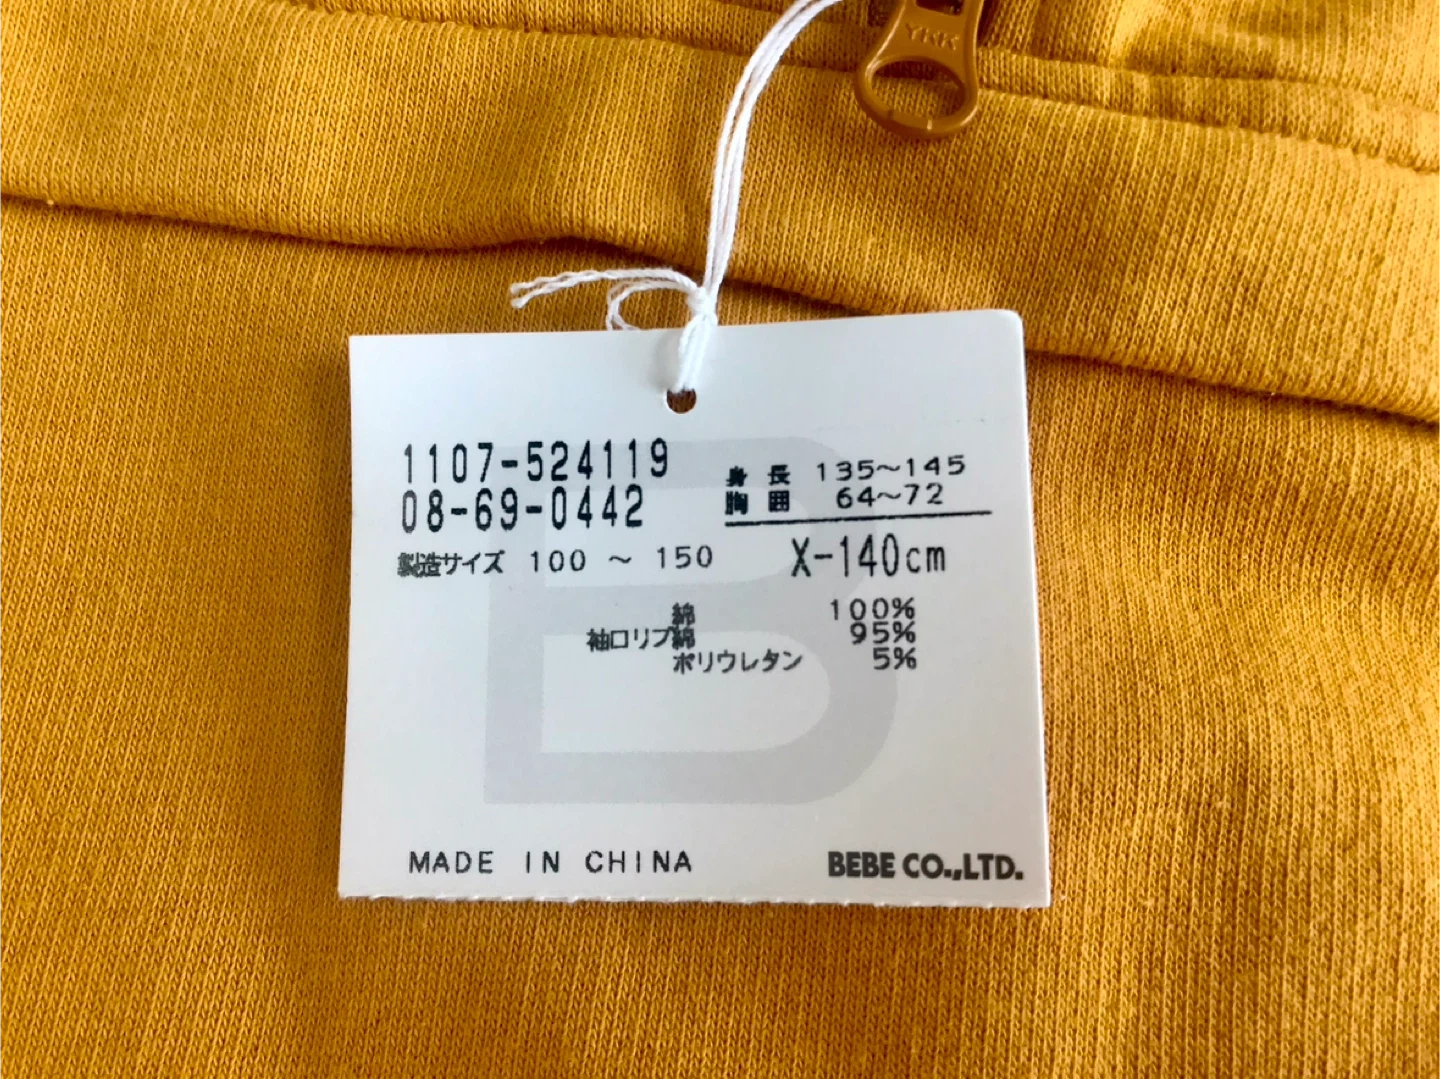 YKK
1107-524119
08-69-0442
身長 135~145
胸囲 64~72
製造サイズ 100 ~ 150
X-140cm
綿 100%
袖口リブ綿 95%
ポリウレタン 5%
MADE IN CHINA
BEBE CO.,LTD.